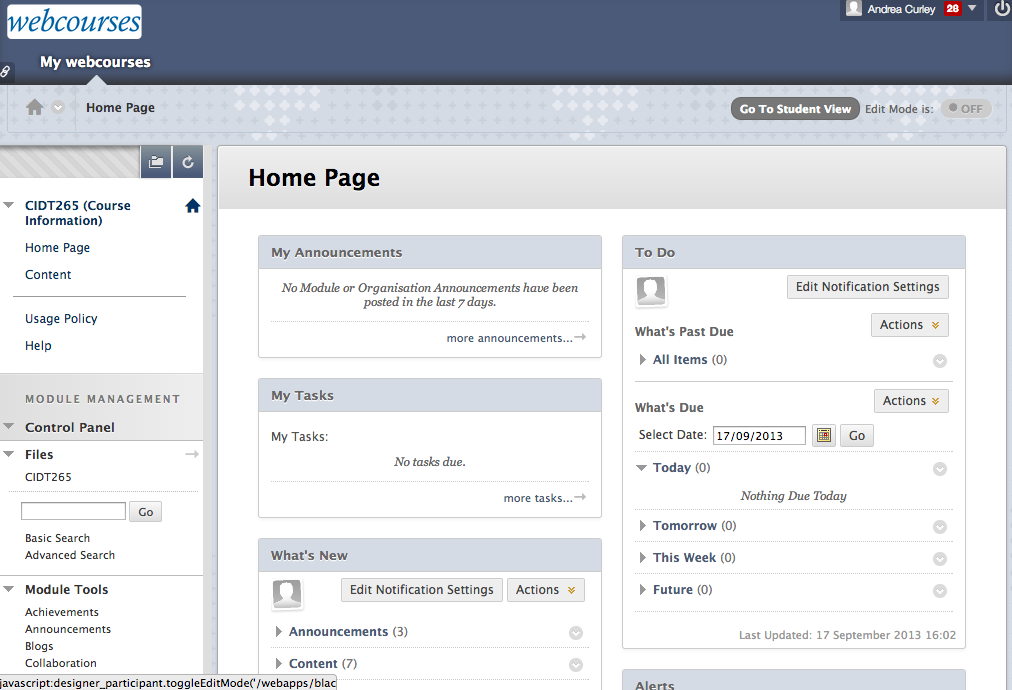 webcourses
Andrea Curley 28
My webcourses
Home Page
Go To Student View
Edit Mode is:
OFF
CIDT265 (Course
Information)
Home Page
Content
Usage Policy
Help
MODULE MANAGEMENT
Control Panel
Files
CIDT265
Go
Basic Search
Advanced Search
Module Tools
Achievements
Announcements
Blogs
Collaboration
javascript:designer_participant.toggleEditMode('/webapps/blac
Home Page
My Announcements
No Module or Organisation Announcements have been
posted in the last 7 days.
more announcements...
My Tasks
My Tasks:
No tasks due.
more tasks...
What's New
Edit Notification Settings
Actions
Announcements (3)
Content (7)
To Do
Edit Notification Settings
Actions
What's Past Due
All Items (0)
Actions
What's Due
Select Date: 17/09/2013 Go
Today (0)
Nothing Due Today
Tomorrow (0)
This Week (0)
Future (0)
Last Updated: 17 September 2013 16:02
Alerts